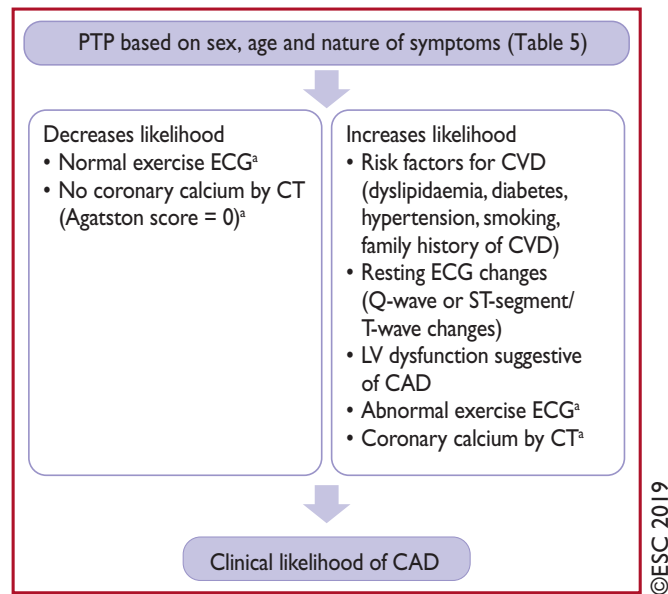 PTP based on sex, age and nature of symptoms (Table 5)
Decreases likelihood
• Normal exercise ECGᵃ
• No coronary calcium by CT
(Agatston score = 0)ᵃ
Increases likelihood
• Risk factors for CVD
(dyslipidaemia, diabetes,
hypertension, smoking,
family history of CVD)
• Resting ECG changes
(Q-wave or ST-segment/
T-wave changes)
• LV dysfunction suggestive
of CAD
• Abnormal exercise ECGᵃ
• Coronary calcium by CTᵃ
Clinical likelihood of CAD
©ESC 2019